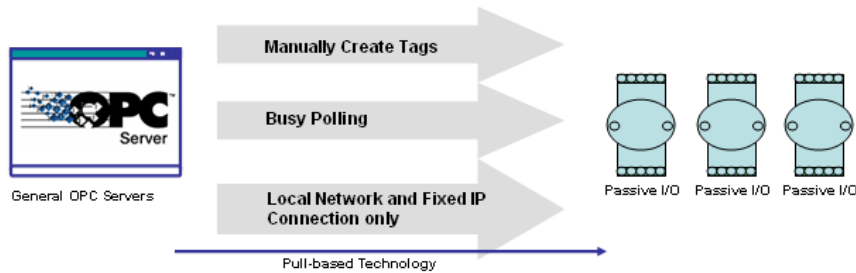 Manually Create Tags
OPC™
Server
Busy Polling
General OPC Servers
Local Network and Fixed IP
Connection only
Passive I/O
Passive I/O
Passive I/O
Pull-based Technology